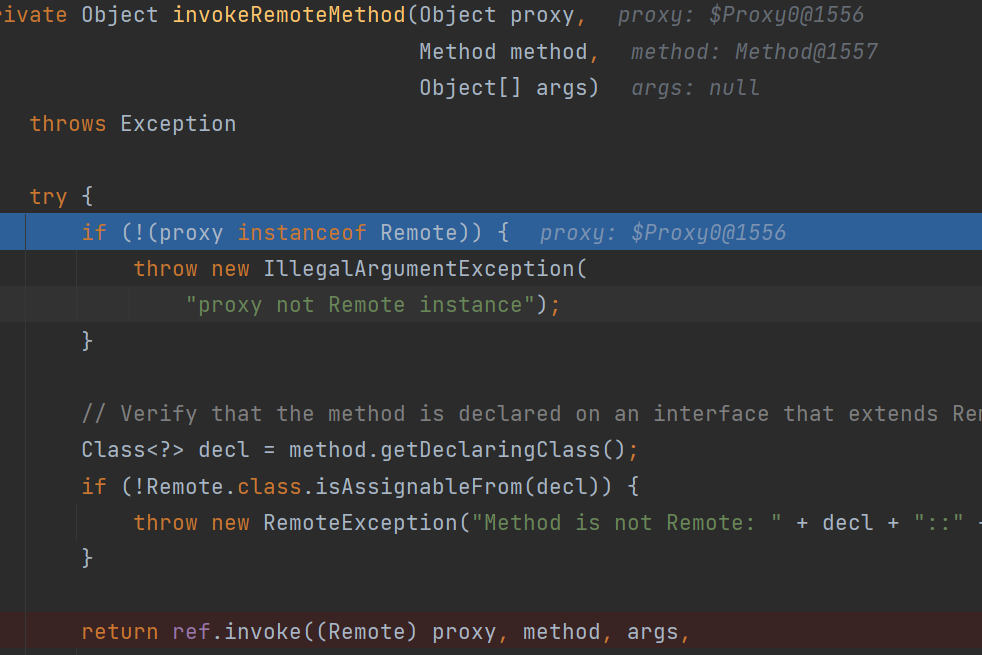 rivate Object invokeRemoteMethod(Object proxy,   proxy: $Proxy0@1556
Method method,   method: Method@1557
Object[] args)   args: null
throws Exception
try {
if (!(proxy instanceof Remote)) {   proxy: $Proxy0@1556
throw new IllegalArgumentException(
"proxy not Remote instance");
}
// Verify that the method is declared on an interface that extends Rem
Class<?> decl = method.getDeclaringClass();
if (!Remote.class.isAssignableFrom(decl)) {
throw new RemoteException("Method is not Remote: " + decl + "::" +
}
return ref.invoke((Remote) proxy, method, args,